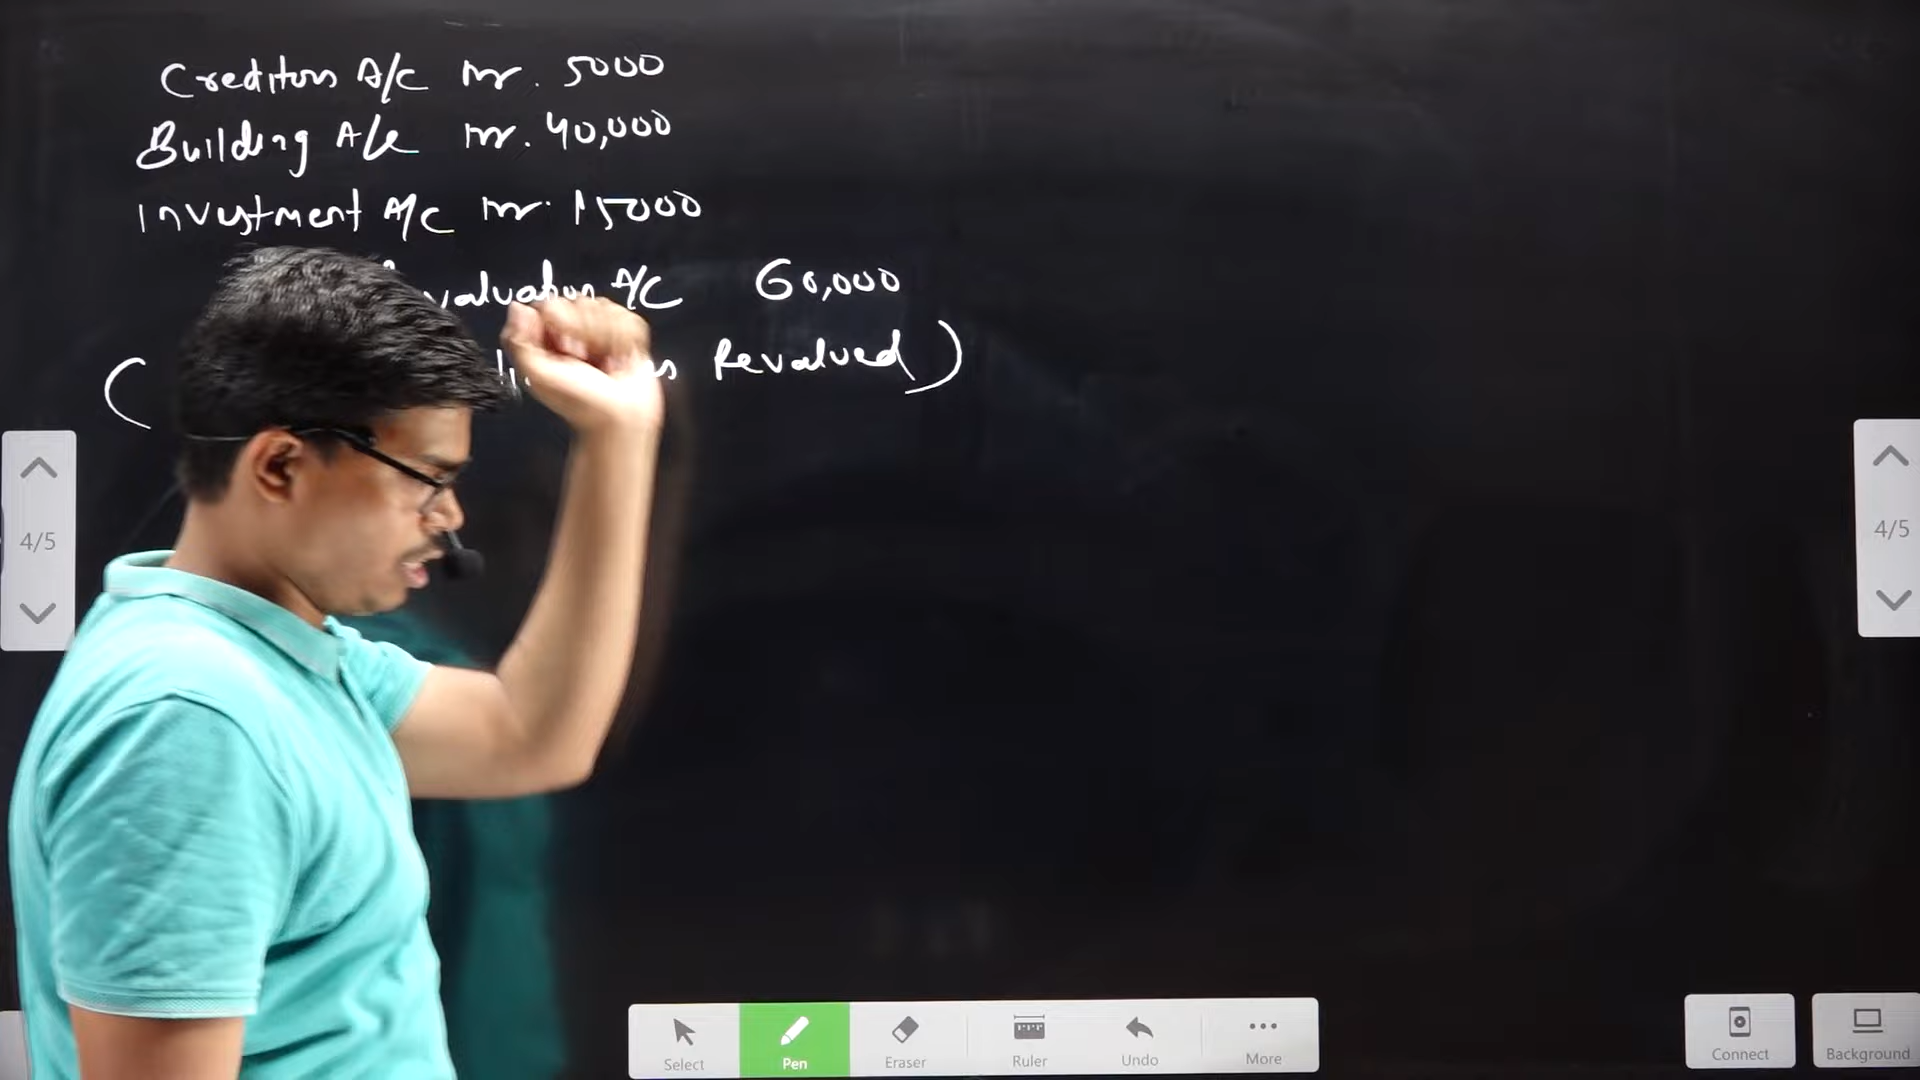 Creditors A/c Dr. 5000
Building A/c Dr. 40,000
Investment A/c Dr. 15000
valuation A/c 60,000
( Revalued )
4/5
4/5
Select
Pen
Eraser
Ruler
Undo
More
Connect
Background